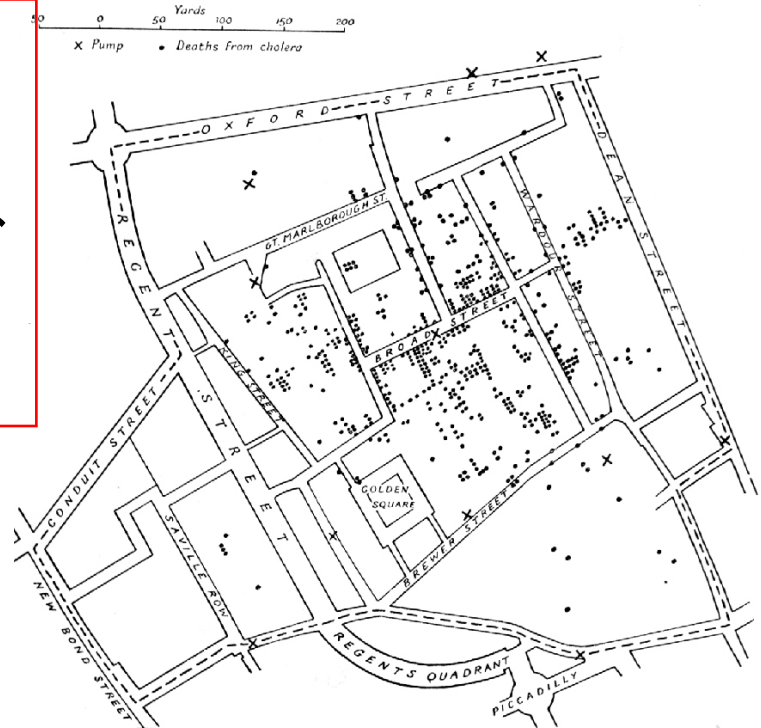 Yards
50 0 50 100 150 200
x Pump • Deaths from cholera
OXFORD STREET
DEAN STREET
REGENT STREET
GT. MARLBOROUGH ST.
WARDOUR STREET
BROAD STREET
KING STREET
CONDUIT STREET
GOLDEN
SQUARE
SAVILLE ROW
BREWER STREET
NEW BOND STREET
REGENTS QUADRANT
PICCADILLY